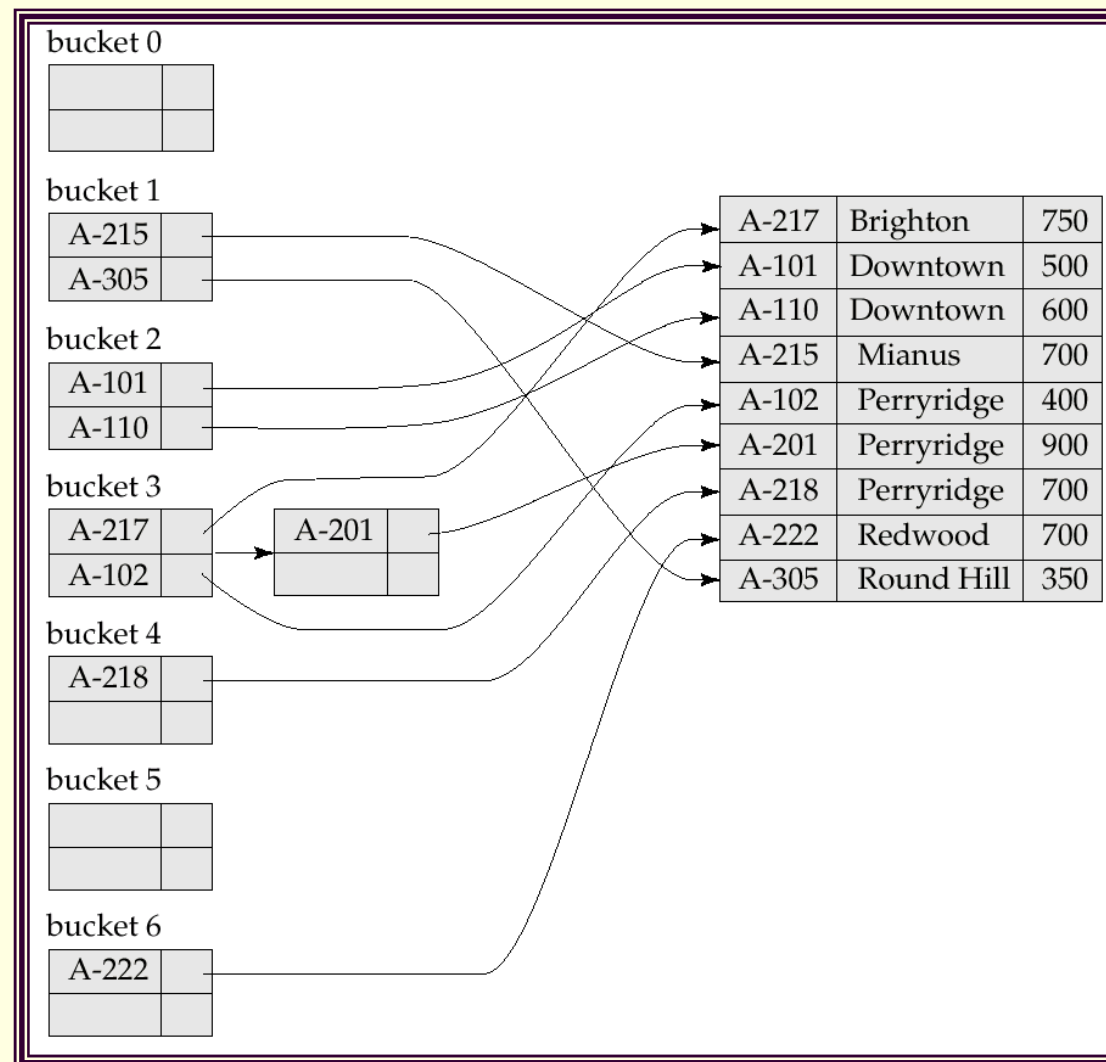 bucket 0
bucket 1
A-215
A-305
bucket 2
A-101
A-110
bucket 3
A-217
A-102
A-201
bucket 4
A-218
bucket 5
bucket 6
A-222
A-217 Brighton 750
A-101 Downtown 500
A-110 Downtown 600
A-215 Mianus 700
A-102 Perryridge 400
A-201 Perryridge 900
A-218 Perryridge 700
A-222 Redwood 700
A-305 Round Hill 350